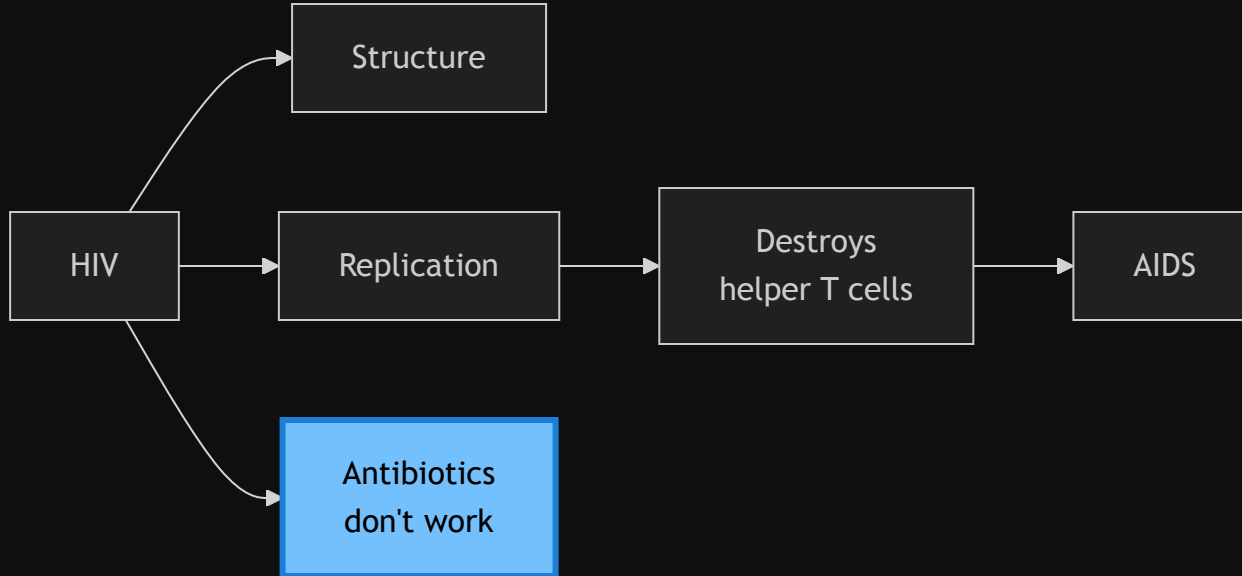 Structure
HIV
Replication
Destroys
helper T cells
AIDS
Antibiotics
don't work